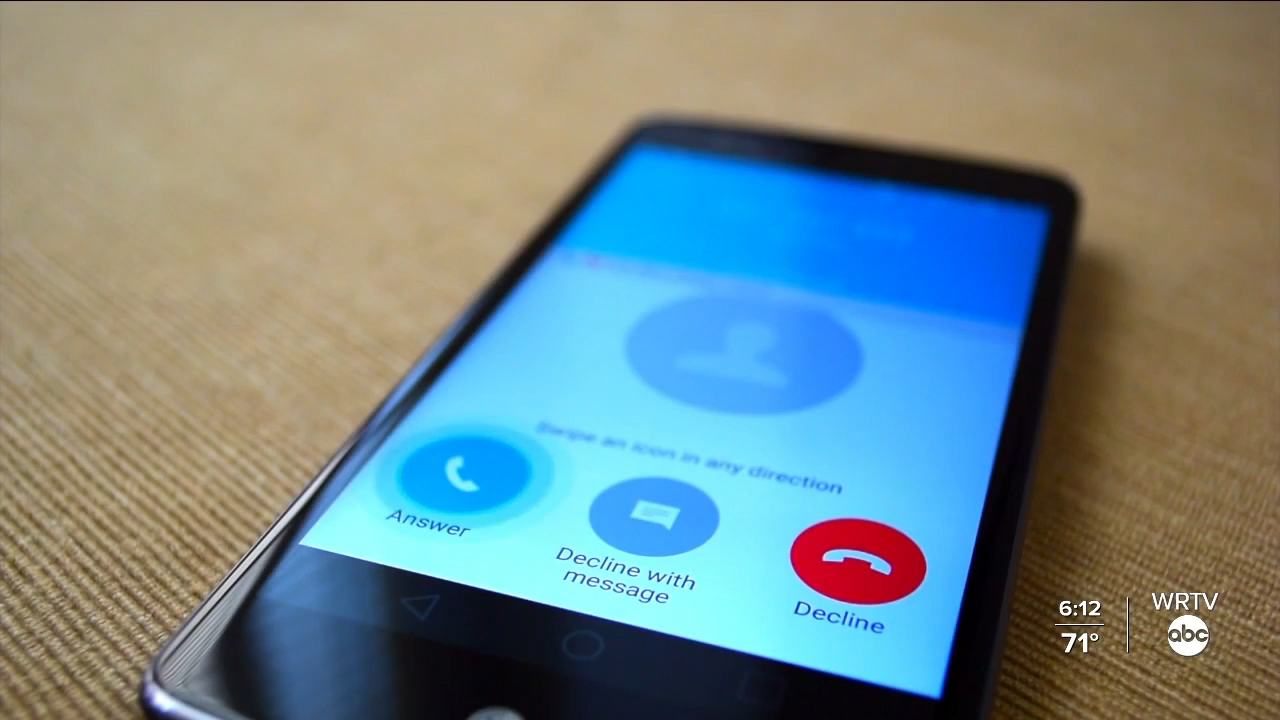 Swipe an icon in any direction
Answer
Decline with
message
Decline
6:12
71°
WRTV
abc